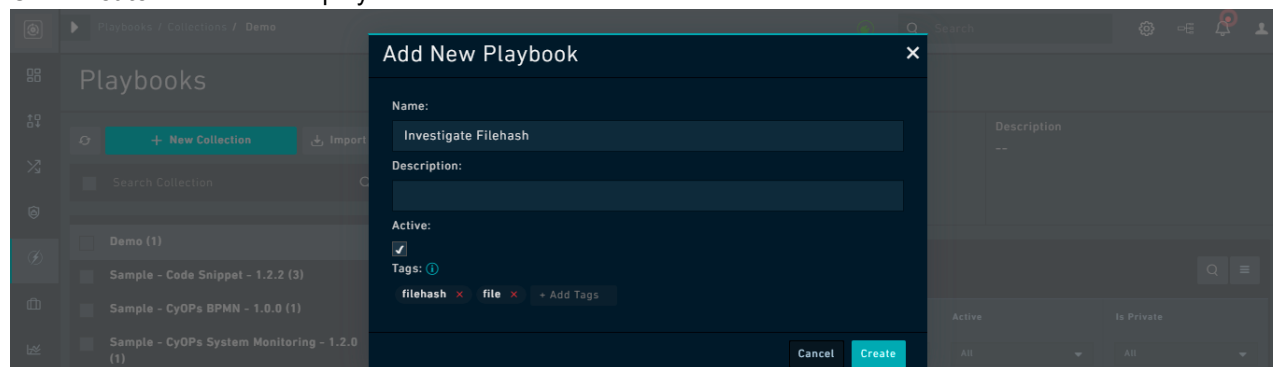 Playbooks / Collections / Demo
Search
Add New Playbook
Playbooks
Name:
Investigate Filehash
Description
--
+ New Collection
Import
Description:
Search Collection
Active:
Demo (1)
Tags:
Sample - Code Snippet - 1.2.2 (3)
filehash × file × + Add Tags
Sample - CyOPs BPMN - 1.0.0 (1)
Active
Is Private
Sample - CyOPs System Monitoring - 1.2.0
(1)
Cancel
Create
All
All